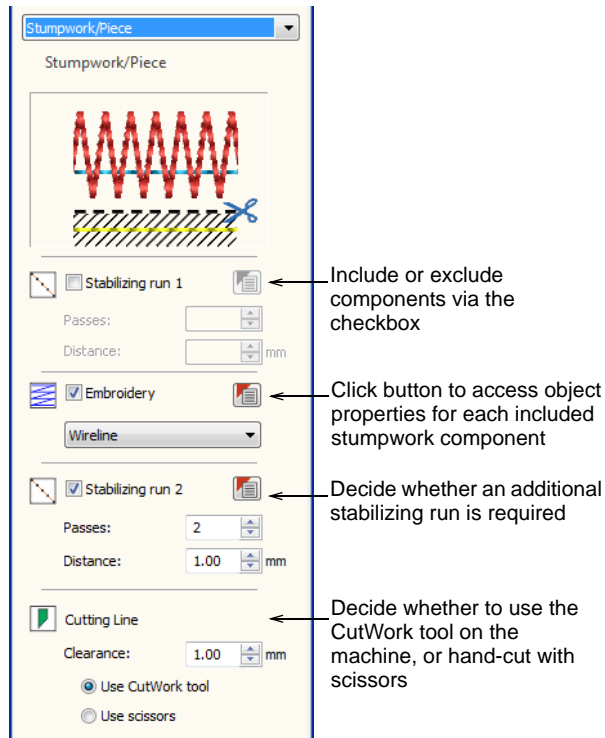 Stumpwork/Piece
Stumpwork/Piece
Stabilizing run 1
Include or exclude
components via the
checkbox
Passes:
Distance: mm
Embroidery
Click button to access object
properties for each included
stumpwork component
Wireline
Stabilizing run 2
Decide whether an additional
stabilizing run is required
Passes: 2
Distance: 1.00 mm
Cutting Line
Decide whether to use the
CutWork tool on the
machine, or hand-cut with
scissors
Clearance: 1.00 mm
Use CutWork tool
Use scissors